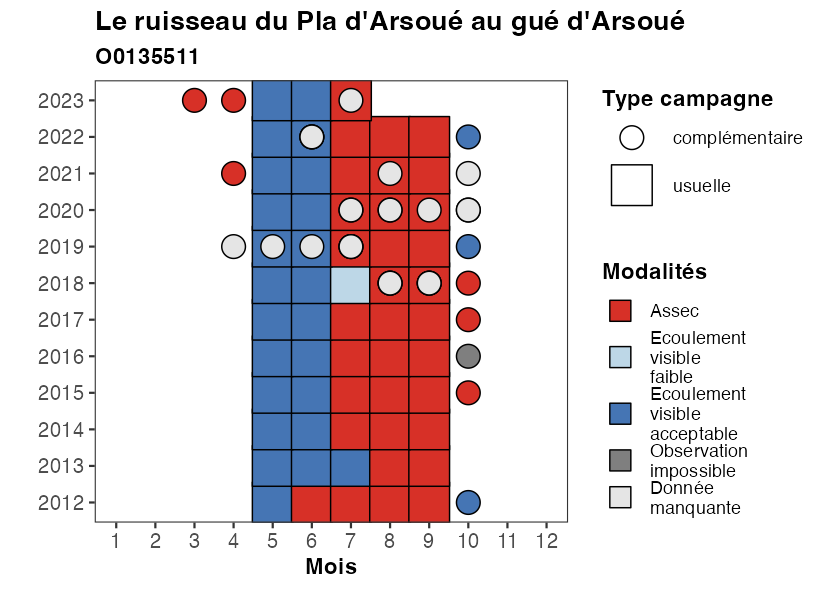 Le ruisseau du Pla d'Arsoué au gué d'Arsoué
O0135511
2023
2022
2021
2020
2019
2018
2017
2016
2015
2014
2013
2012
1 2 3 4 5 6 7 8 9 10 11 12
Mois
Type campagne
complémentaire
usuelle
Modalités
Assec
Ecoulement
visible
faible
Ecoulement
visible
acceptable
Observation
impossible
Donnée
manquante